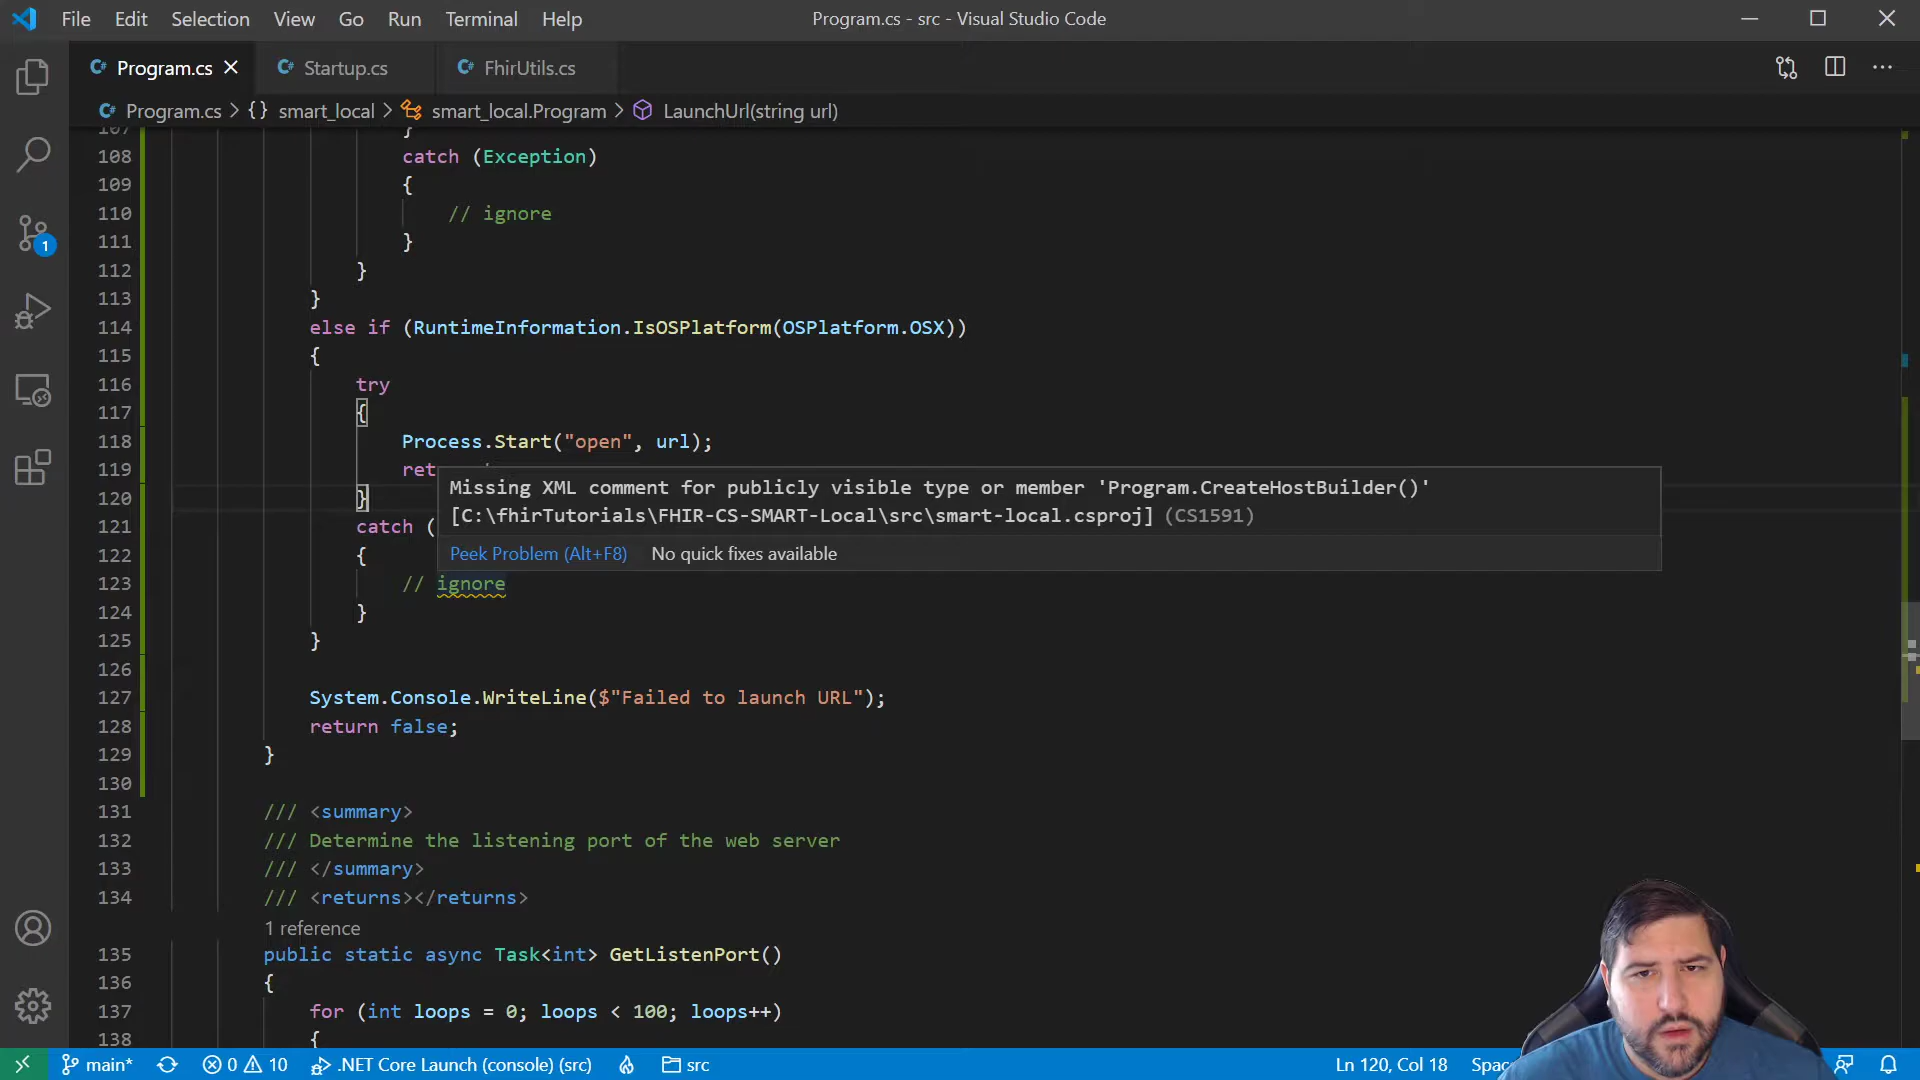 File Edit Selection View Go Run Terminal Help
Program.cs - src - Visual Studio Code
C# Program.cs C# Startup.cs C# FhirUtils.cs
C# Program.cs > {} smart_local > smart_local.Program > LaunchUrl(string url)
107 }
108 catch (Exception)
109 {
110 // ignore
111 }
112 }
113 }
114 else if (RuntimeInformation.IsOSPlatform(OSPlatform.OSX))
115 {
116 try
117 {
118 Process.Start("open", url);
119 ret
Missing XML comment for publicly visible type or member 'Program.CreateHostBuilder()'
[C:\fhirTutorials\FHIR-CS-SMART-Local\src\smart-local.csproj] (CS1591)
Peek Problem (Alt+F8) No quick fixes available
120 }
121 catch (
122 {
123 // ignore
124 }
125 }
126
127 System.Console.WriteLine($"Failed to launch URL");
128 return false;
129 }
130
131 /// <summary>
132 /// Determine the listening port of the web server
133 /// </summary>
134 /// <returns></returns>
1 reference
135 public static async Task<int> GetListenPort()
136 {
137 for (int loops = 0; loops < 100; loops++)
138 {
1
main* 0 10 .NET Core Launch (console) (src) src
Ln 120, Col 18 Spac